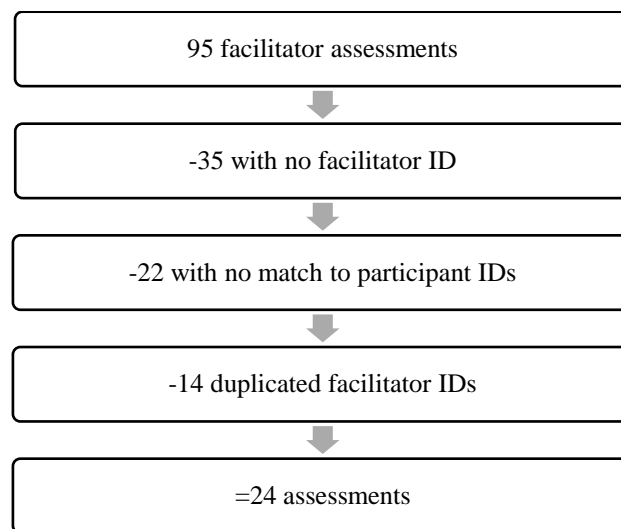 95 facilitator assessments
-35 with no facilitator ID
-22 with no match to participant IDs
-14 duplicated facilitator IDs
=24 assessments